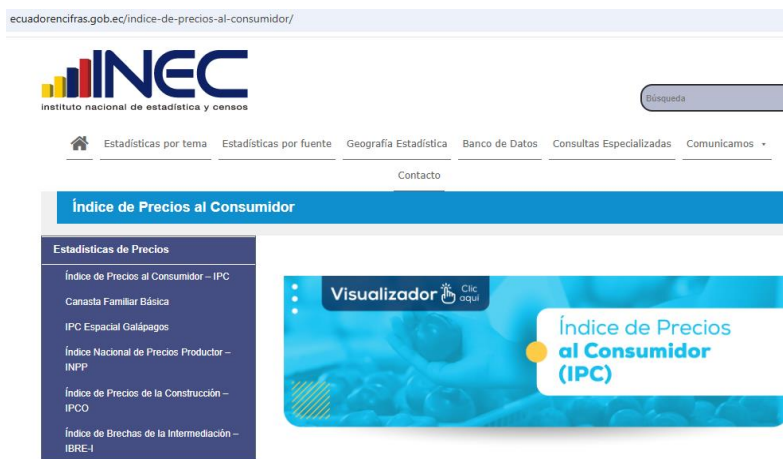 ecuadorencifras.gob.ec/indice-de-precios-al-consumidor/
INEC
instituto nacional de estadística y censos
Búsqueda
Estadísticas por tema Estadísticas por fuente Geografía Estadística Banco de Datos Consultas Especializadas Comunicamos
Contacto
Índice de Precios al Consumidor
Estadísticas de Precios
Índice de Precios al Consumidor – IPC
Canasta Familiar Básica
IPC Espacial Galápagos
Índice Nacional de Precios Productor –
INPP
Índice de Precios de la Construcción –
IPCO
Índice de Brechas de la Intermediación –
IBRE-I
Visualizador Clic
aquí
Índice de Precios
al Consumidor
(IPC)